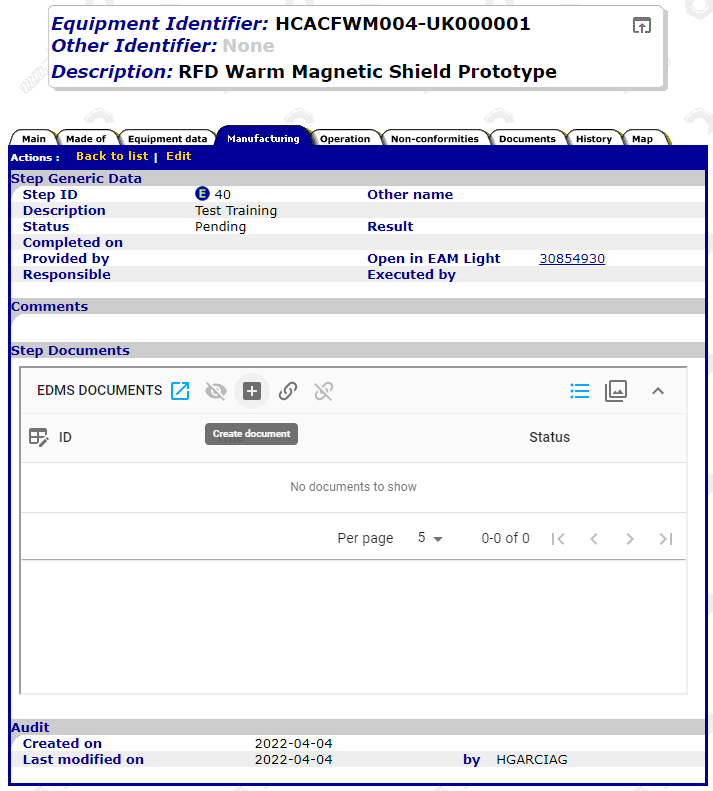 Equipment Identifier: HCACFWM004-UK000001
Other Identifier: None
Description: RFD Warm Magnetic Shield Prototype
Main Made of Equipment data Manufacturing Operation Non-conformities Documents History Map
Actions : Back to list | Edit
Step Generic Data
Step ID E 40 Other name
Description Test Training
Status Pending Result
Completed on
Provided by Open in EAM Light 30854930
Responsible Executed by
Comments
Step Documents
EDMS DOCUMENTS
Create document
ID Status
No documents to show
Per page 5 0-0 of 0
Audit
Created on 2022-04-04
Last modified on 2022-04-04 by HGARCIAG